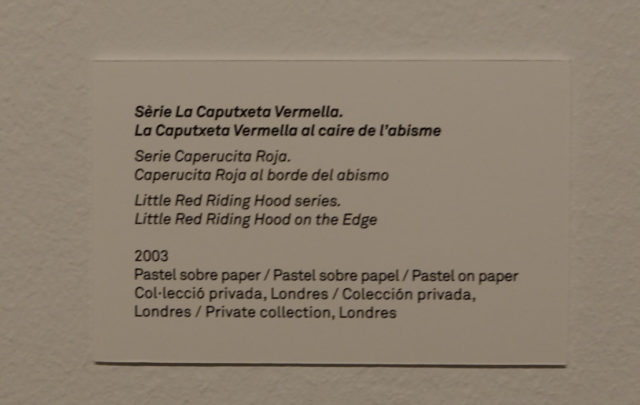 Sèrie La Caputxeta Vermella.
La Caputxeta Vermella al caire de l'abisme
Serie Caperucita Roja.
Caperucita Roja al borde del abismo
Little Red Riding Hood series.
Little Red Riding Hood on the Edge
2003
Pastel sobre paper / Pastel sobre papel / Pastel on paper
Col·lecció privada, Londres / Colección privada,
Londres / Private collection, Londres